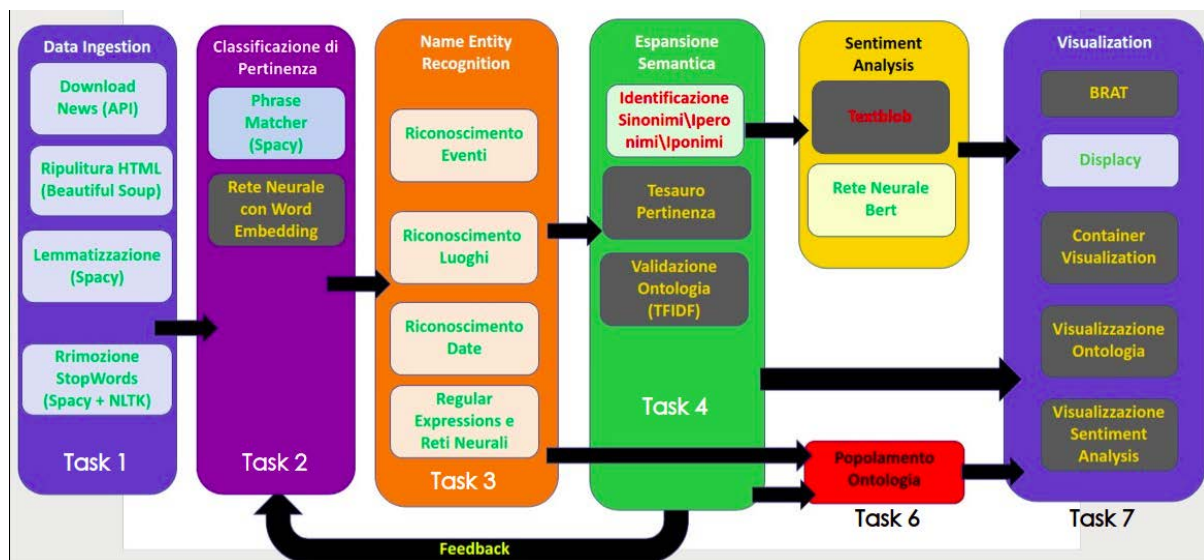 Data Ingestion
Download
News (API)
Ripulitura HTML
(Beautiful Soup)
Lemmatizzazione
(Spacy)
Rrimozione
StopWords
(Spacy + NLTK)
Task 1
Classificazione di
Pertinenza
Phrase
Matcher
(Spacy)
Rete Neurale
con Word
Embedding
Task 2
Name Entity
Recognition
Riconoscimento
Eventi
Riconoscimento
Luoghi
Riconoscimento
Date
Regular
Expressions e
Reti Neurali
Task 3
Espansione
Semantica
Identificazione
Sinonimi\Ipero
nimi\Iponimi
Tesauro
Pertinenza
Validazione
Ontologia
(TFIDF)
Task 4
Sentiment
Analysis
Textblob
Rete Neurale
Bert
Popolamento
Ontologia
Task 6
Visualization
BRAT
Displacy
Container
Visualization
Visualizzazione
Ontologia
Visualizzazione
Sentiment
Analysis
Task 7
Feedback